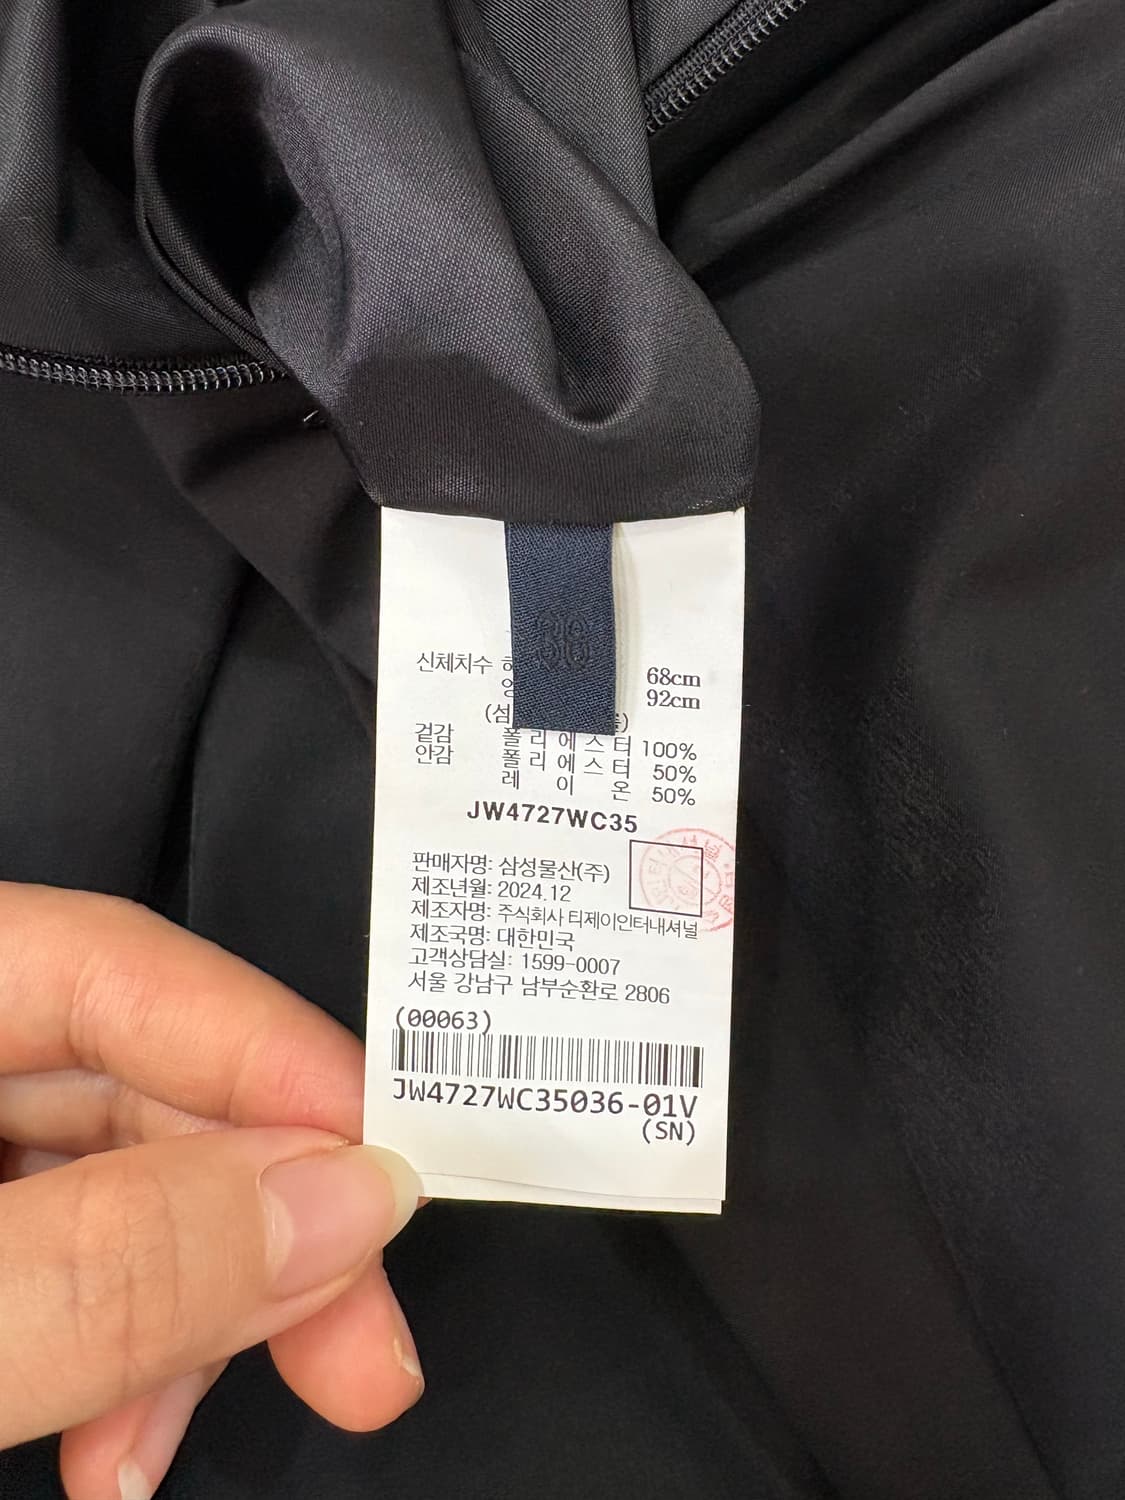 36
신체치수 허 68cm
엉 92cm
(섬
겉감 폴리에스터 100%
안감 폴리에스터 50%
레이온 50%
JW4727WC35
판매자명: 삼성물산(주)
제조년월: 2024.12
제조자명: 주식회사 티제이인터내셔널
제조국명: 대한민국
고객상담실: 1599-0007
서울 강남구 남부순환로 2806
(00063)
JW4727WC35036-01V
(SN)